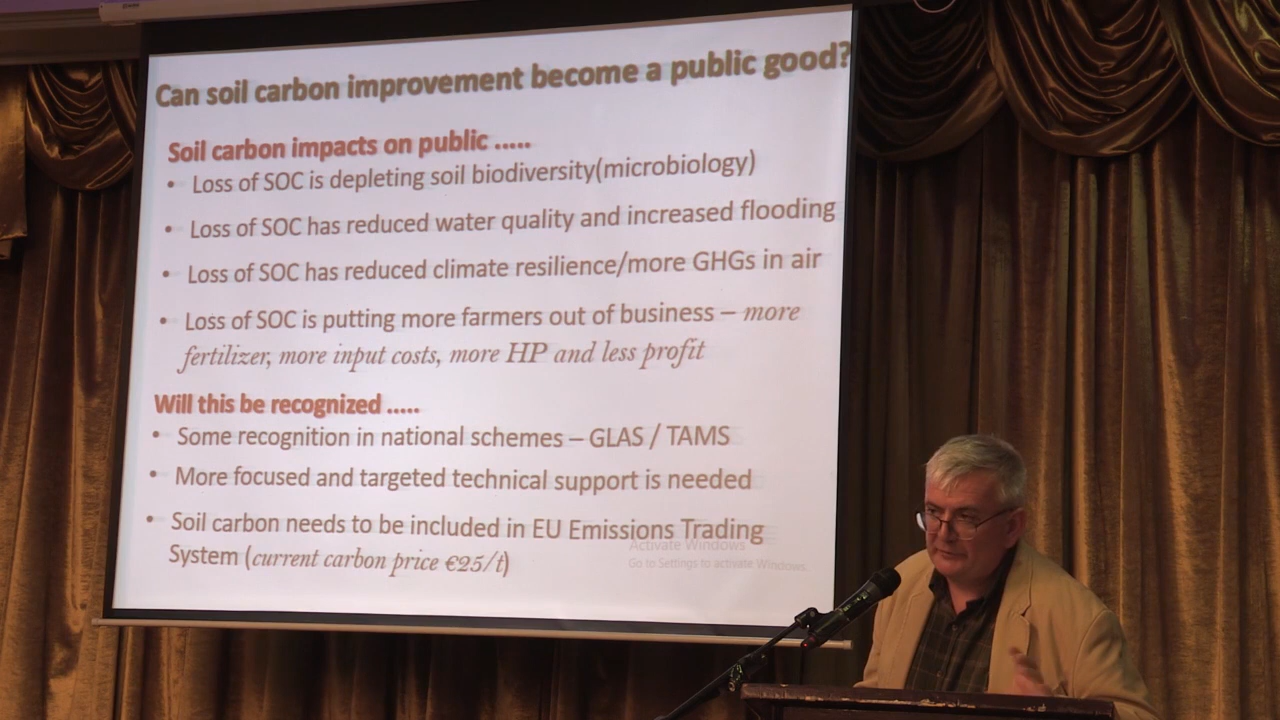 Can soil carbon improvement become a public good?
Soil carbon impacts on public .....
• Loss of SOC is depleting soil biodiversity(microbiology)
• Loss of SOC has reduced water quality and increased flooding
• Loss of SOC has reduced climate resilience/more GHGs in air
• Loss of SOC is putting more farmers out of business – more
fertilizer, more input costs, more HP and less profit
Will this be recognized .....
• Some recognition in national schemes – GLAS / TAMS
• More focused and targeted technical support is needed
• Soil carbon needs to be included in EU Emissions Trading
System (current carbon price €25/t)
Activate Windows
Go to Settings to activate Windows.